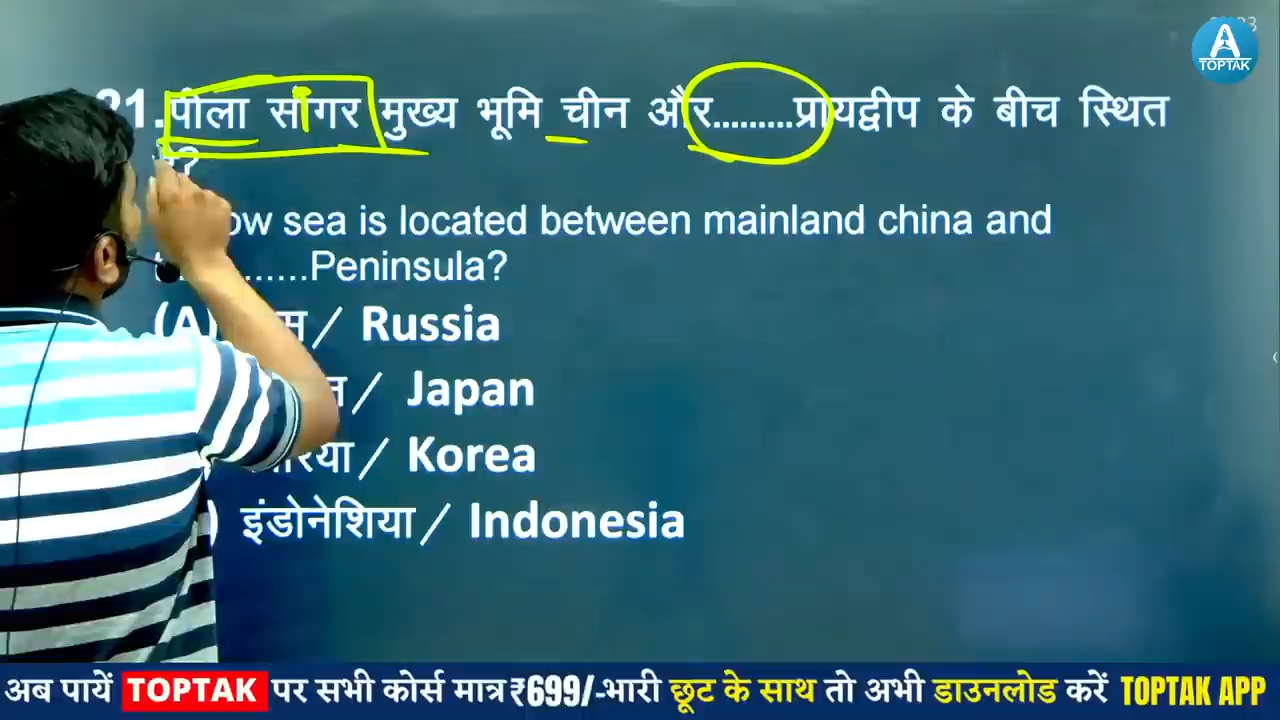 A
TOPTAK
21.पीला सागर मुख्य भूमि चीन और.........प्रायद्वीप के बीच स्थित
है?
sea is located between mainland china and
..........Peninsula?
(A) / Russia
/ Japan
/ Korea
) इंडोनेशिया / Indonesia
अब पायें TOPTAK पर सभी कोर्स मात्र ₹699/-भारी छूट के साथ तो अभी डाउनलोड करें TOPTAK APP